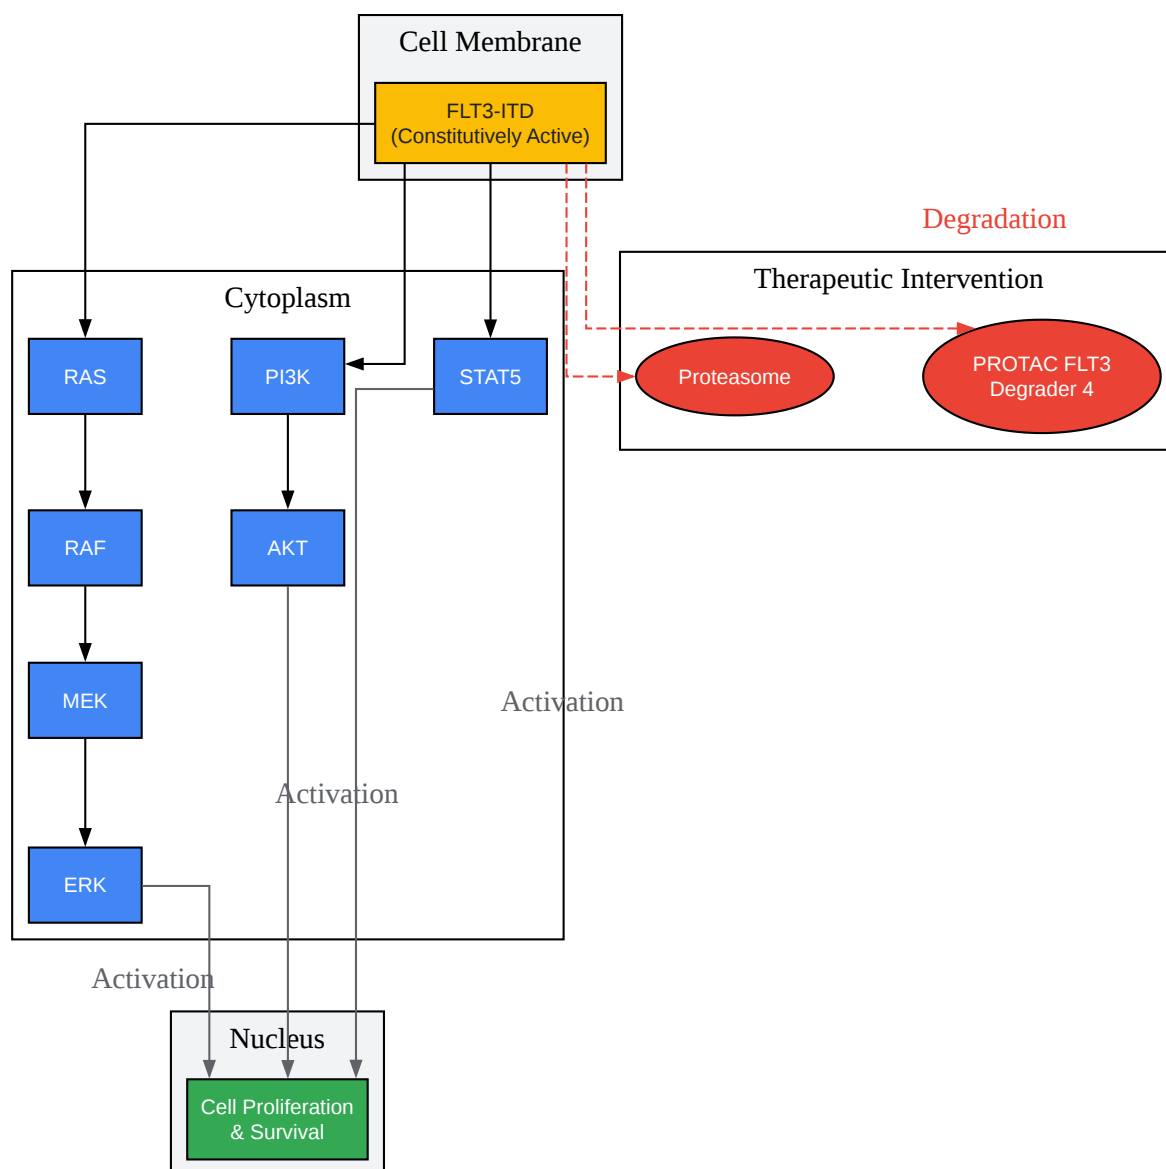 Cell Membrane
FLT3-ITD
(Constitutively Active)
Degradation
Therapeutic Intervention
Cytoplasm
RAS
PI3K
STAT5
Proteasome
PROTAC FLT3
Degrader 4
RAF
AKT
MEK
Activation
Activation
ERK
Activation
Nucleus
Cell Proliferation
& Survival